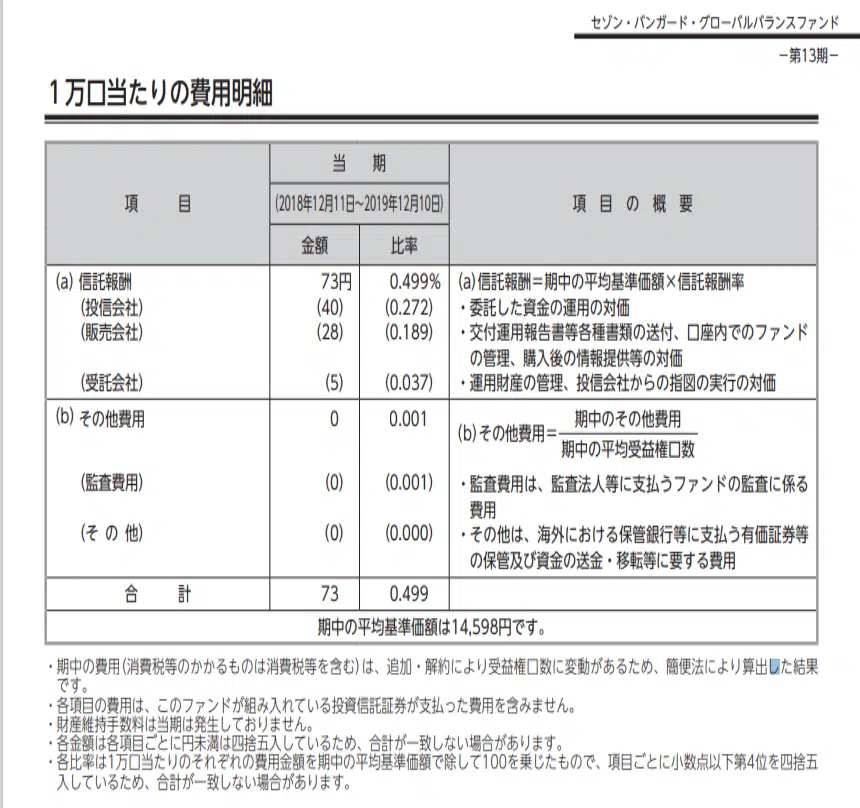 セゾン・バンガード・グローバルバランスファンド
−第13期−
1万口当たりの費用明細
項　目
当　期
(2018年12月11日〜2019年12月10日)
金額
比率
項目の概要
(a) 信託報酬 73円 0.499% (a)信託報酬＝期中の平均基準価額×信託報酬率
(投信会社) (40) (0.272) ・委託した資金の運用の対価
(販売会社) (28) (0.189) ・交付運用報告書等各種書類の送付、口座内でのファンド
の管理、購入後の情報提供等の対価
(受託会社) (5) (0.037) ・運用財産の管理、投信会社からの指図の実行の対価
(b) その他費用 0 0.001 (b)その他費用＝期中のその他費用
期中の平均受益権口数
(監査費用) (0) (0.001) ・監査費用は、監査法人等に支払うファンドの監査に係る
費用
(その他) (0) (0.000) ・その他は、海外における保管銀行等に支払う有価証券等
の保管及び資金の送金・移転等に要する費用
合　計 73 0.499
期中の平均基準価額は14,598円です。
・期中の費用(消費税等のかかるものは消費税等を含む)は、追加・解約により受益権口数に変動があるため、簡便法により算出した結果
です。
・各項目の費用は、このファンドが組み入れている投資信託証券が支払った費用を含みません。
・財産維持手数料は当期は発生しておりません。
・各金額は各項目ごとに円未満は四捨五入しているため、合計が一致しない場合があります。
・各比率は1万口当たりのそれぞれの費用金額を期中の平均基準価額で除して100を乗じたもので、項目ごとに小数点以下第4位を四捨五
入しているため、合計が一致しない場合があります。